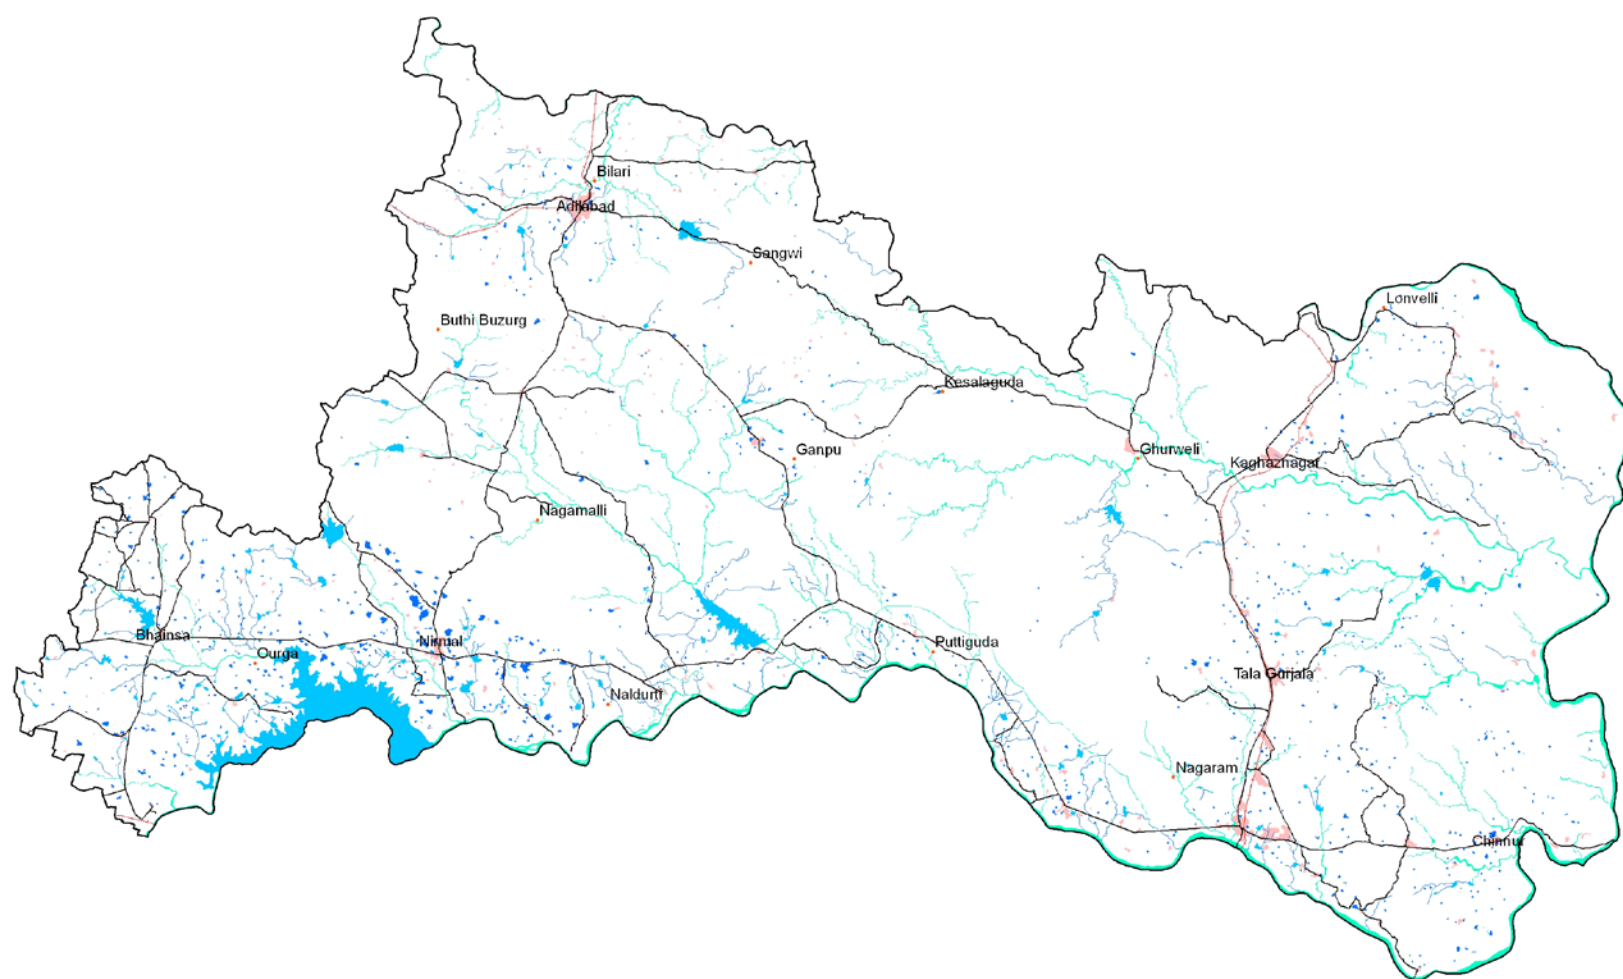 Bilari
Adilabad
Sangwi
Lonvelli
Buthi Buzurg
Kesalaguda
Ganpu
Ghurweli
Kaghaznagar
Nagamalli
Bhainsa
Nirmal
Ourga
Puttiguda
Tala Gurjala
Naldurti
Nagaram
Chinnur